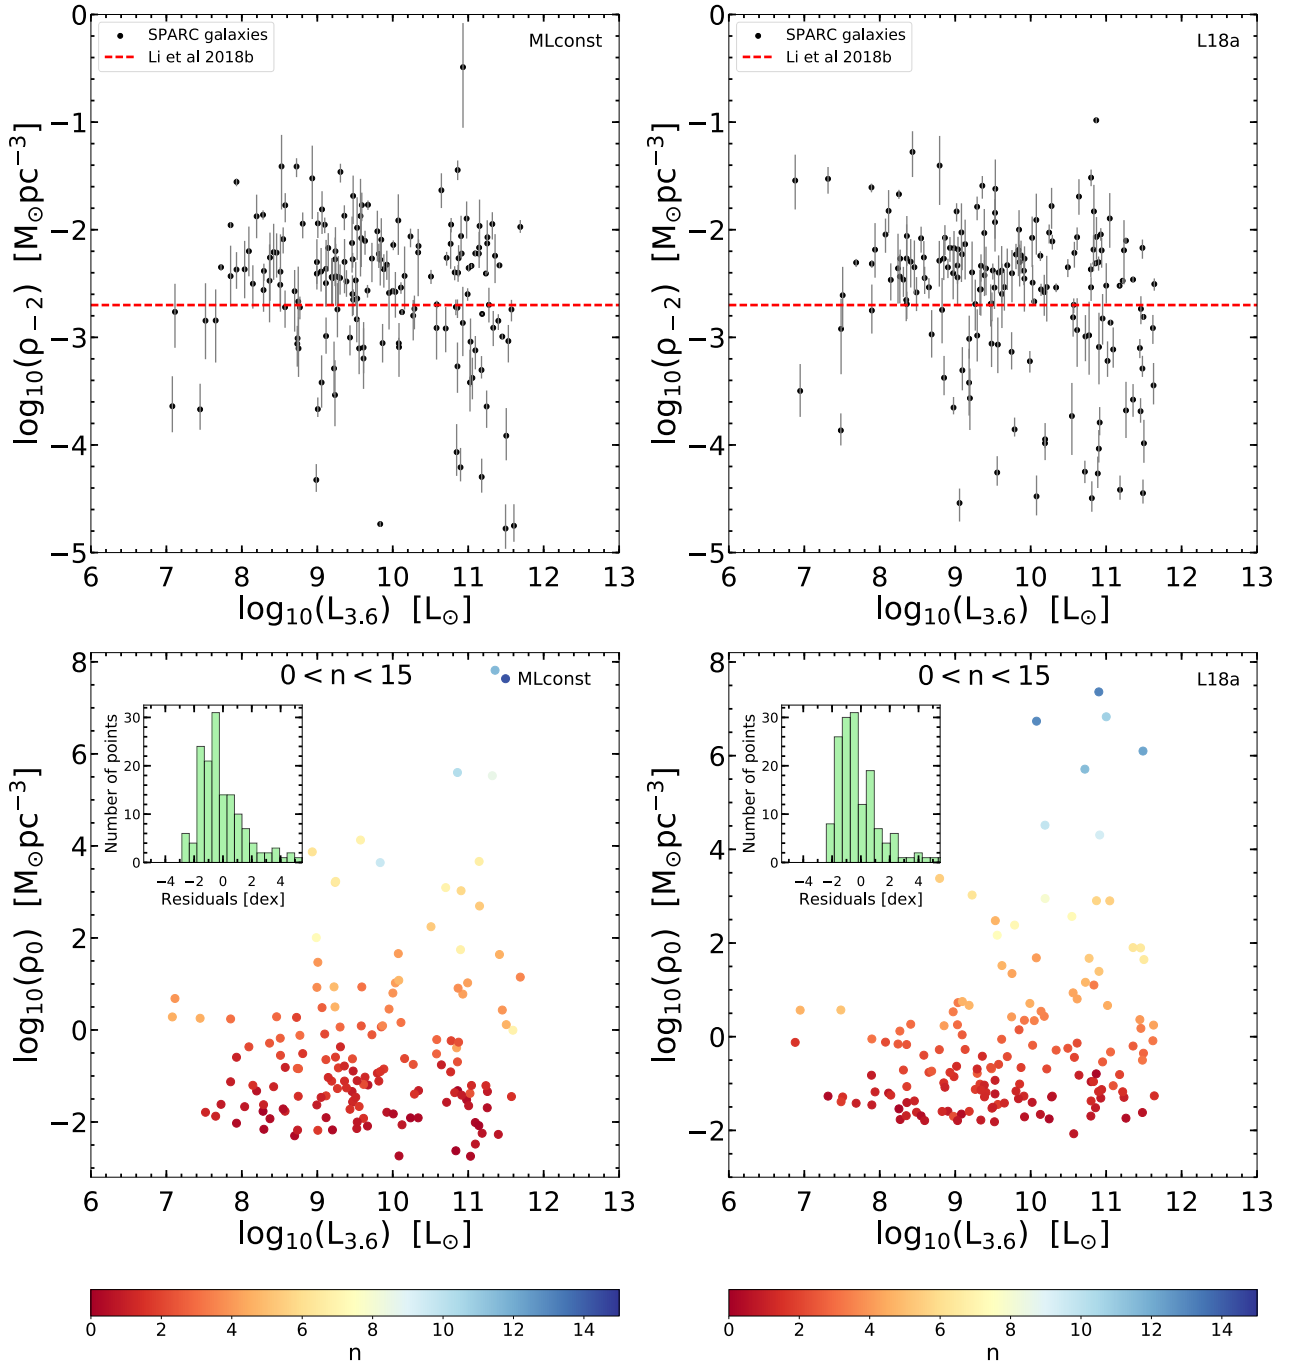 SPARC galaxies
Li et al 2018b
MLconst
0
−1
−2
−3
−4
−5
log₁₀(ρ₋₂) [M⊙pc⁻³]
6 7 8 9 10 11 12 13
log₁₀(L₃.₆) [L⊙]
SPARC galaxies
Li et al 2018b
L18a
0
−1
−2
−3
−4
−5
log₁₀(ρ₋₂) [M⊙pc⁻³]
6 7 8 9 10 11 12 13
log₁₀(L₃.₆) [L⊙]
0 < n < 15
MLconst
8
6
4
2
0
−2
log₁₀(ρ₀) [M⊙pc⁻³]
30
20
10
0
Number of points
−4 −2 0 2 4
Residuals [dex]
6 7 8 9 10 11 12 13
log₁₀(L₃.₆) [L⊙]
0 < n < 15
L18a
8
6
4
2
0
−2
log₁₀(ρ₀) [M⊙pc⁻³]
30
20
10
0
Number of points
−4 −2 0 2 4
Residuals [dex]
6 7 8 9 10 11 12 13
log₁₀(L₃.₆) [L⊙]
0 2 4 6 8 10 12 14
n
0 2 4 6 8 10 12 14
n